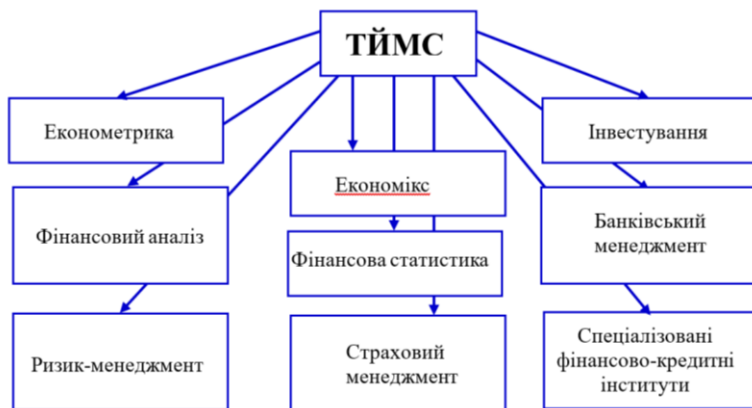 ТЙМС
Економетрика
Інвестування
Економікс
Фінансовий аналіз
Банківський
менеджмент
Фінансова статистика
Ризик-менеджмент
Страховий
менеджмент
Спеціалізовані
фінансово-кредитні
інститути